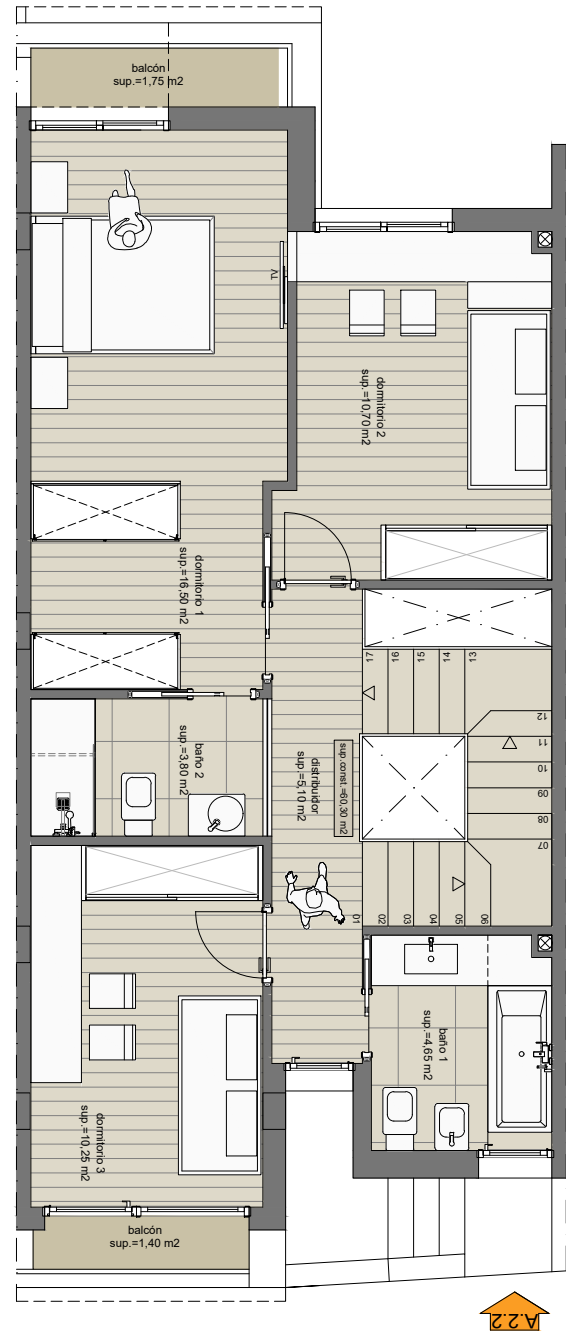 balcón
sup.=1,75 m2
TV
dormitorio 2
sup.=10,70 m2
dormitorio 1
sup.=16,50 m2
17
16
15
14
13
12
11
10
09
08
07
baño 2
sup.=3,80 m2
distribuidor
sup.=5,10 m2
sup.const.=60,30 m2
01
02
03
04
05
06
baño 1
sup.=4,65 m2
dormitorio 3
sup.=10,25 m2
balcón
sup.=1,40 m2
A.2.2